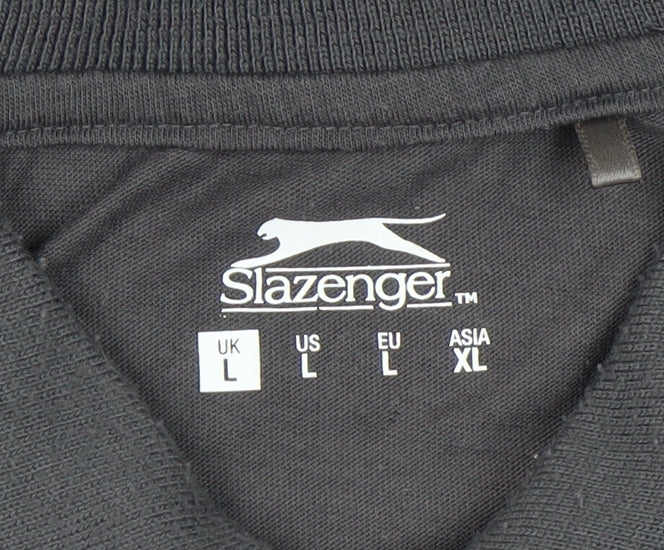 Slazenger™
UK US EU ASIA
L L L XL